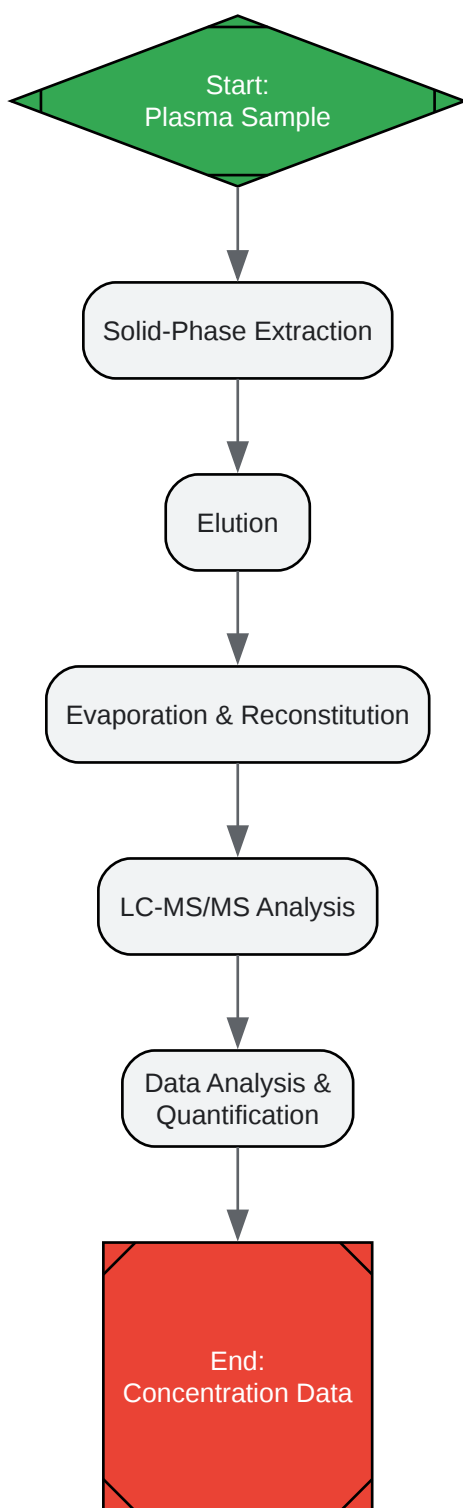 Start:
Plasma Sample
Solid-Phase Extraction
Elution
Evaporation & Reconstitution
LC-MS/MS Analysis
Data Analysis &
Quantification
End:
Concentration Data